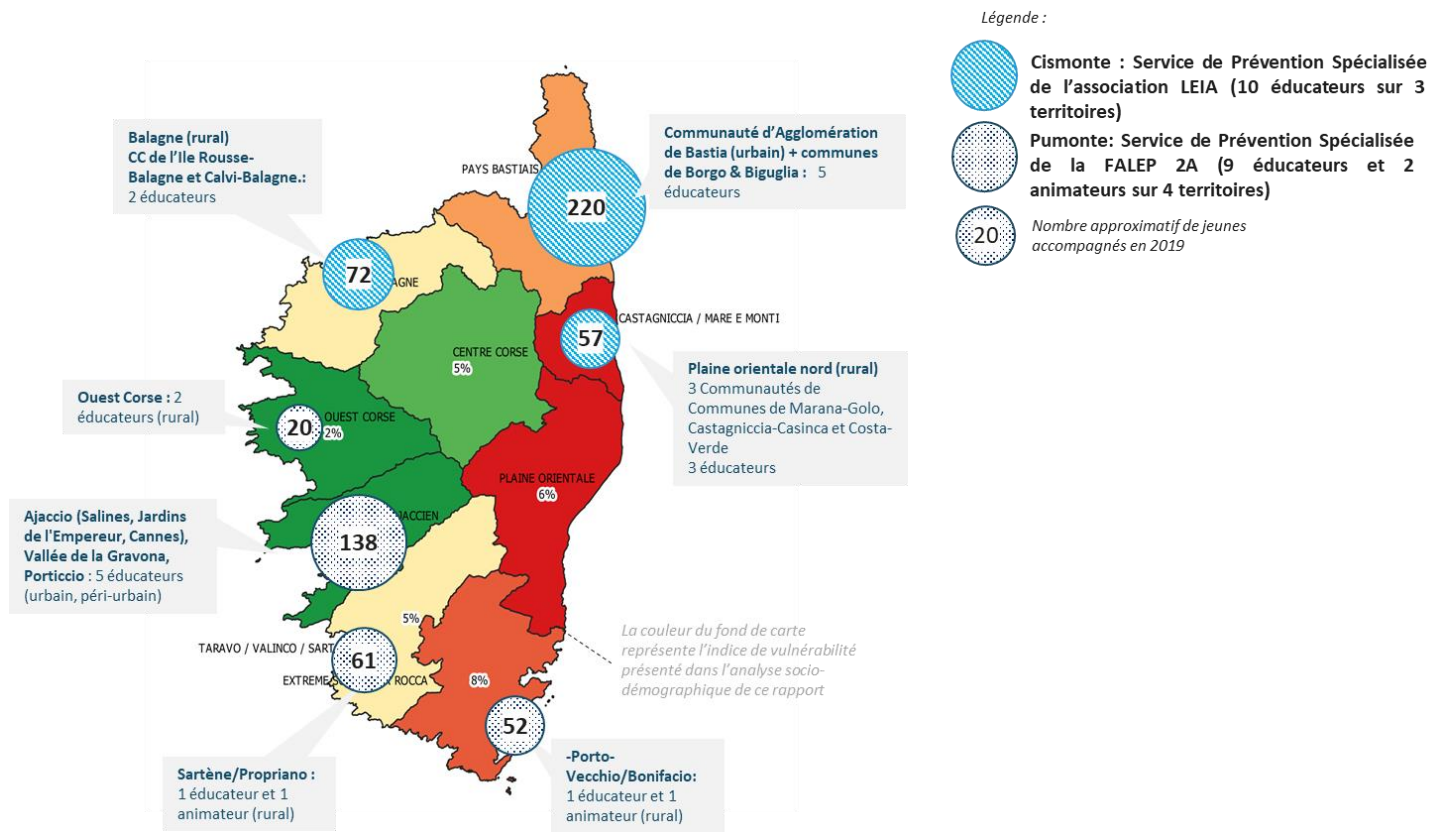 Légende :
Cismonte : Service de Prévention Spécialisée
de l’association LEIA (10 éducateurs sur 3
territoires)
Pumonte: Service de Prévention Spécialisée
de la FALEP 2A (9 éducateurs et 2
animateurs sur 4 territoires)
20
Nombre approximatif de jeunes
accompagnés en 2019
Balagne (rural)
CC de l’Ile Rousse-
Balagne et Calvi-Balagne.:
2 éducateurs
Communauté d’Agglomération
de Bastia (urbain) + communes
de Borgo & Biguglia : 5
éducateurs
PAYS BASTIAIS
220
72
AGNE
57
CASTAGNICCIA / MARE E MONTI
CENTRE CORSE
5%
Plaine orientale nord (rural)
3 Communautés de
Communes de Marana-Golo,
Castagniccia-Casinca et Costa-
Verde
3 éducateurs
Ouest Corse : 2
éducateurs (rural)
20
OUEST CORSE
2%
PLAINE ORIENTALE
6%
Ajaccio (Salines, Jardins
de l'Empereur, Cannes),
Vallée de la Gravona,
Porticcio : 5 éducateurs
(urbain, péri-urbain)
JACCIEN
138
5%
TARAVO / VALINCO / SART
61
EXTREME S
ROCCA
8%
52
La couleur du fond de carte
représente l’indice de vulnérabilité
présenté dans l’analyse socio-
démographique de ce rapport
Sartène/Propriano :
1 éducateur et 1
animateur (rural)
-Porto-
Vecchio/Bonifacio:
1 éducateur et 1
animateur (rural)